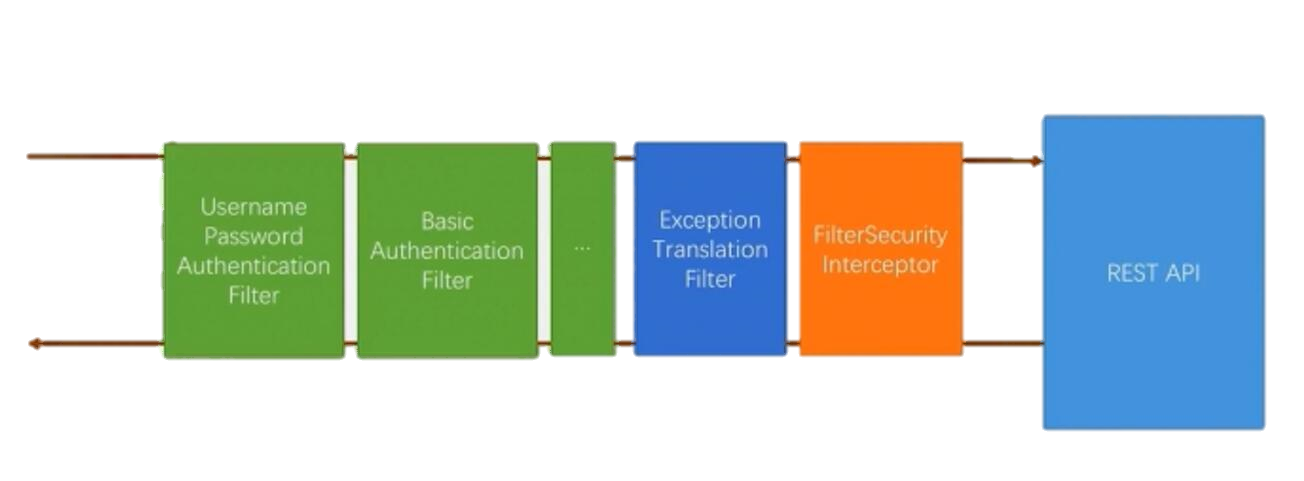 Username
Password
Authentication
Filter
Basic
Authentication
Filter
...
Exception
Translation
Filter
FilterSecurity
Interceptor
REST API